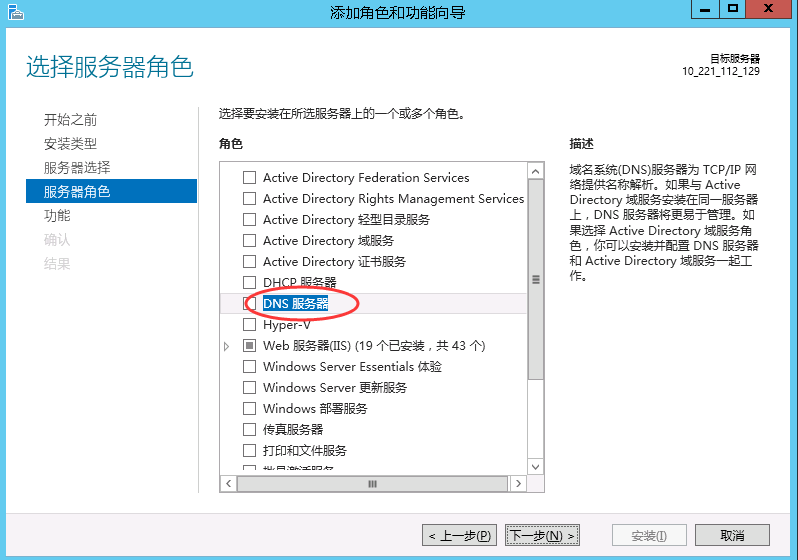 添加角色和功能向导
选择服务器角色
目标服务器
10_221_112_129
开始之前
安装类型
服务器选择
服务器角色
功能
确认
结果
选择要安装在所选服务器上的一个或多个角色。
角色
Active Directory Federation Services
Active Directory Rights Management Services
Active Directory 轻型目录服务
Active Directory 域服务
Active Directory 证书服务
DHCP 服务器
DNS 服务器
Hyper-V
Web 服务器(IIS) (19 个已安装，共 43 个)
Windows Server Essentials 体验
Windows Server 更新服务
Windows 部署服务
传真服务器
打印和文件服务
批量激活服务
描述
域名系统(DNS)服务器为 TCP/IP 网
络提供名称解析。如果与 Active
Directory 域服务安装在同一服务器
上，DNS 服务器将更易于管理。如
果选择 Active Directory 域服务角
色，你可以安装并配置 DNS 服务器
和 Active Directory 域服务一起工
作。
< 上一步(P)
下一步(N) >
安装(I)
取消